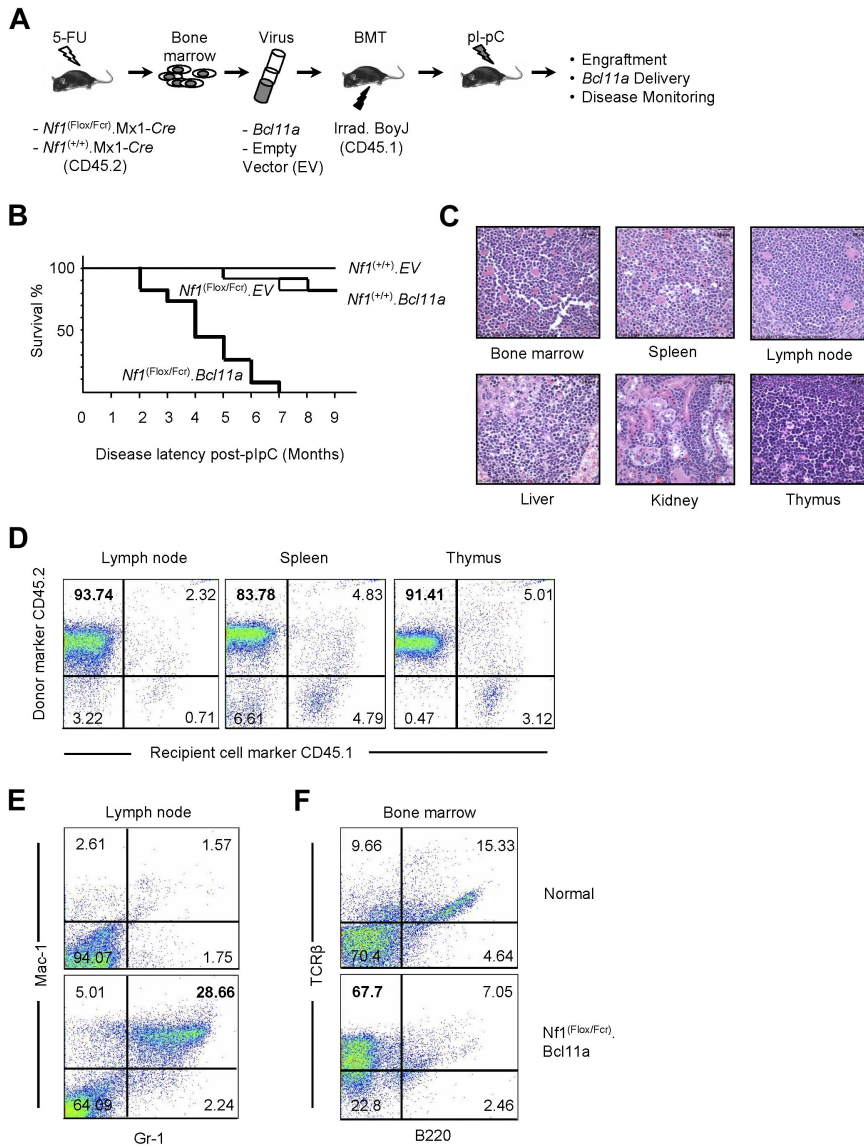 A
5-FU
Bone
marrow
Virus
BMT
pI-pC
• Engraftment
• Bcl11a Delivery
• Disease Monitoring
- Nf1(Flox/Fcr).Mx1-Cre
- Nf1(+/+).Mx1-Cre
(CD45.2)
- Bcl11a
- Empty
Vector (EV)
Irrad. BoyJ
(CD45.1)
B
Survival %
100
50
Nf1(+/+).EV
Nf1(Flox/Fcr).EV
Nf1(+/+).Bcl11a
Nf1(Flox/Fcr).Bcl11a
0 1 2 3 4 5 6 7 8 9
Disease latency post-pIpC (Months)
C
Bone marrow
Spleen
Lymph node
Liver
Kidney
Thymus
D
Lymph node
Spleen
Thymus
Donor marker CD45.2
93.74
2.32
3.22
0.71
83.78
4.83
6.61
4.79
91.41
5.01
0.47
3.12
Recipient cell marker CD45.1
E
Lymph node
Mac-1
2.61
1.57
94.07
1.75
5.01
28.66
64.09
2.24
Gr-1
F
Bone marrow
TCRβ
9.66
15.33
70.4
4.64
Normal
67.7
7.05
22.8
2.46
Nf1(Flox/Fcr).
Bcl11a
B220